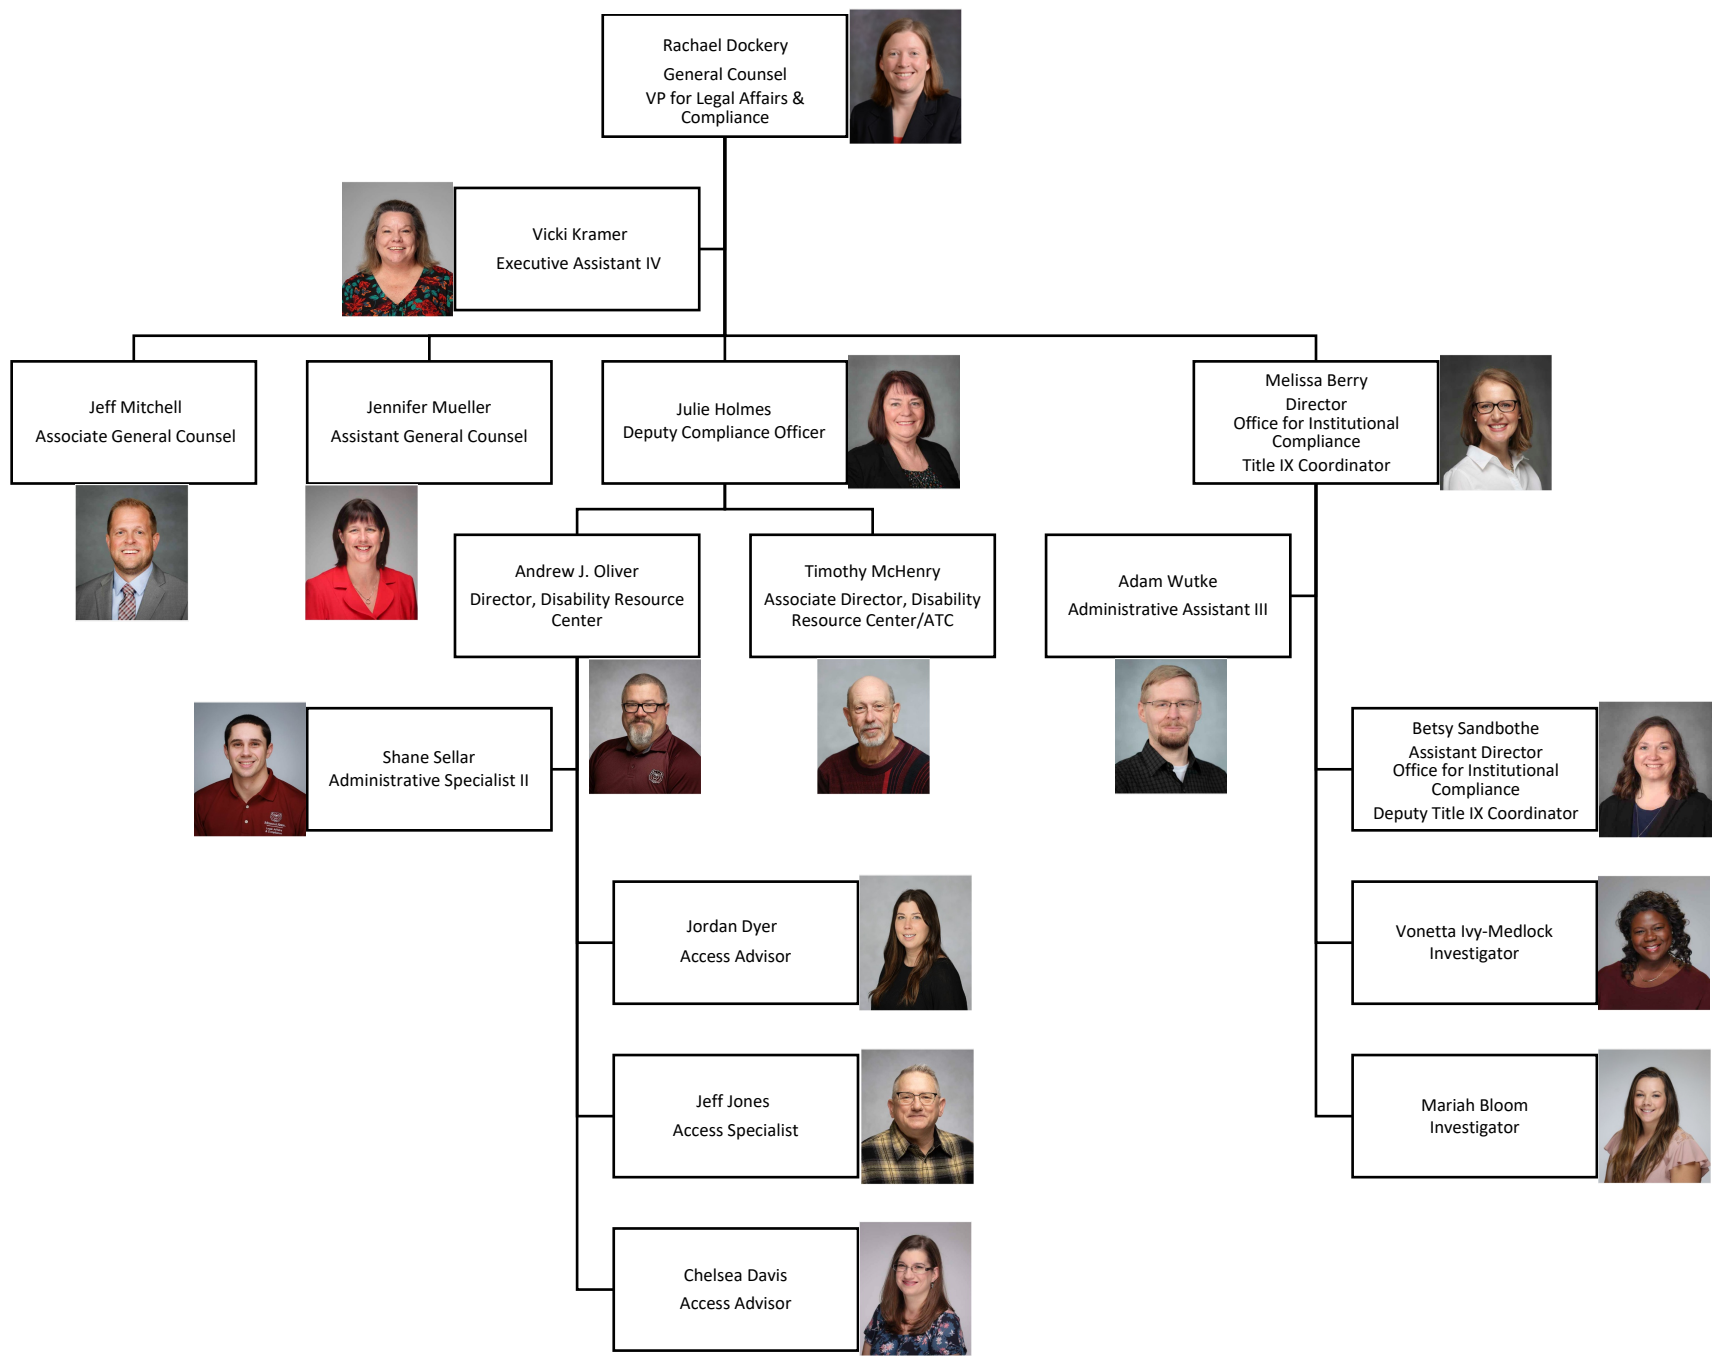 Rachael Dockery
General Counsel
VP for Legal Affairs &
Compliance
Vicki Kramer
Executive Assistant IV
Jeff Mitchell
Associate General Counsel
Jennifer Mueller
Assistant General Counsel
Julie Holmes
Deputy Compliance Officer
Melissa Berry
Director
Office for Institutional
Compliance
Title IX Coordinator
Andrew J. Oliver
Director, Disability Resource
Center
Timothy McHenry
Associate Director, Disability
Resource Center/ATC
Adam Wutke
Administrative Assistant III
Shane Sellar
Administrative Specialist II
Betsy Sandbothe
Assistant Director
Office for Institutional
Compliance
Deputy Title IX Coordinator
Jordan Dyer
Access Advisor
Vonetta Ivy-Medlock
Investigator
Jeff Jones
Access Specialist
Mariah Bloom
Investigator
Chelsea Davis
Access Advisor